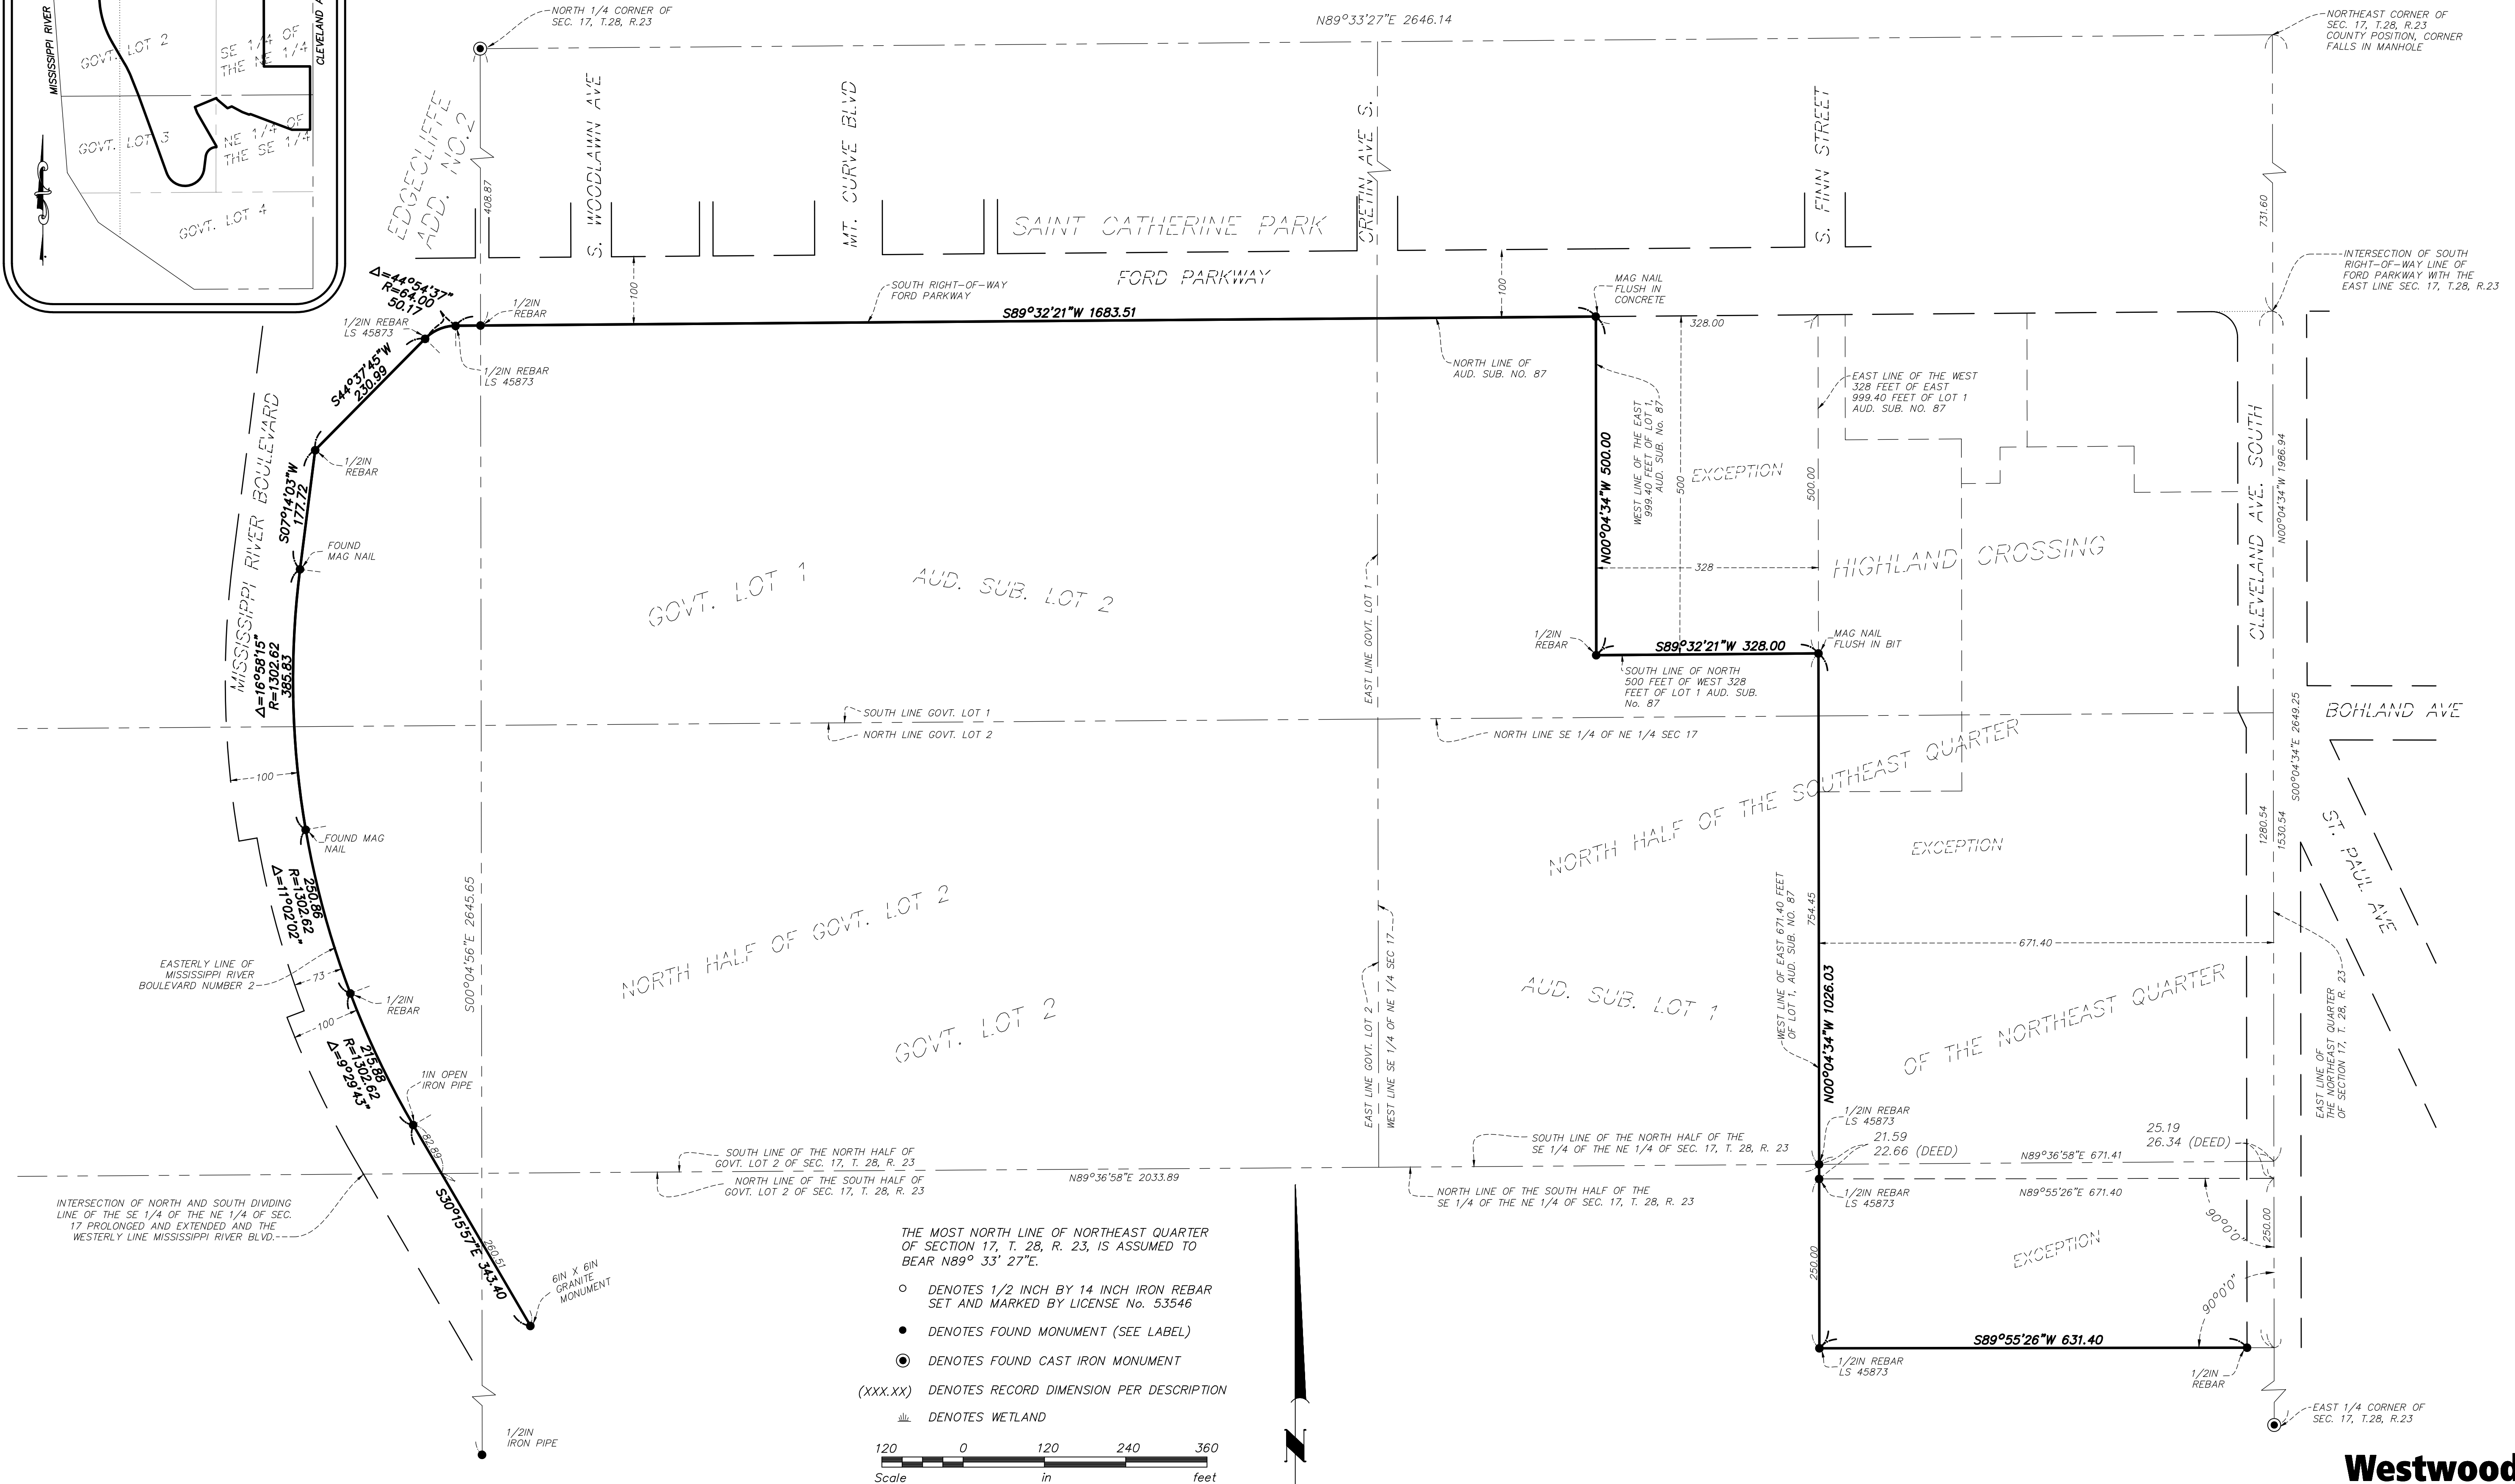 MISSISSIPPI RIVER
GOVT. LOT 2
SE 1/4 OF
THE NE 1/4
CLEVELAND A
GOVT. LOT 3
NE 1/4 OF
THE SE 1/4
GOVT. LOT 4
NORTH 1/4 CORNER OF
SEC. 17, T.28, R.23
N89°33'27"E 2646.14
NORTHEAST CORNER OF
SEC. 17, T.28, R.23
COUNTY POSITION, CORNER
FALLS IN MANHOLE
EDGECLIFFE
ADD. NO.2
408.87
S. WOODLAWN AVE
MT. CURVE BLVD
SAINT CATHERINE PARK
CRETIN AVE S.
S. FINN STREET
731.60
FORD PARKWAY
100
100
SOUTH RIGHT-OF-WAY
FORD PARKWAY
MAG NAIL
FLUSH IN
CONCRETE
INTERSECTION OF SOUTH
RIGHT-OF-WAY LINE OF
FORD PARKWAY WITH THE
EAST LINE SEC. 17, T.28, R.23
Δ=44°54'37"
R=64.00
50.17
1/2IN
REBAR
1/2IN REBAR
LS 45873
1/2IN REBAR
LS 45873
S89°32'21"W 1683.51
328.00
NORTH LINE OF
AUD. SUB. NO. 87
S44°37'45"W
230.99
1/2IN
REBAR
S07°14'03"W
177.72
FOUND
MAG NAIL
MISSISSIPPI RIVER BOULEVARD
N00°04'34"W 500.00
WEST LINE OF THE EAST
999.40 FEET OF LOT 1,
AUD. SUB. No. 87
500
EXCEPTION
500.00
EAST LINE OF THE WEST
328 FEET OF EAST
999.40 FEET OF LOT 1
AUD. SUB. NO. 87
328
HIGHLAND CROSSING
CLEVELAND AVE. SOUTH
N00°04'34"W 1986.94
GOVT. LOT 1
AUD. SUB. LOT 2
EAST LINE GOVT. LOT 1
1/2IN
REBAR
S89°32'21"W 328.00
MAG NAIL
FLUSH IN BIT
SOUTH LINE OF NORTH
500 FEET OF WEST 328
FEET OF LOT 1 AUD. SUB.
No. 87
Δ=16°58'15"
R=1302.62
385.83
SOUTH LINE GOVT. LOT 1
NORTH LINE GOVT. LOT 2
NORTH LINE SE 1/4 OF NE 1/4 SEC 17
BOHLAND AVE
S00°04'34"E 2649.25
100
FOUND MAG
NAIL
NORTH HALF OF THE SOUTHEAST QUARTER
EXCEPTION
1280.54
1530.54
ST. PAUL AVE
250.86
R=1302.62
Δ=11°02'02"
S00°04'56"E 2645.65
EASTERLY LINE OF
MISSISSIPPI RIVER
BOULEVARD NUMBER 2
73
1/2IN
REBAR
100
NORTH HALF OF GOVT. LOT 2
GOVT. LOT 2
EAST LINE GOVT. LOT 2
WEST LINE SE 1/4 OF NE 1/4 SEC 17
AUD. SUB. LOT 1
WEST LINE OF EAST 671.40 FEET
OF LOT 1, AUD. SUB. NO. 87
754.45
N00°04'34"W 1026.03
671.40
OF THE NORTHEAST QUARTER
EAST LINE OF
THE NORTHEAST QUARTER
OF SECTION 17, T. 28, R. 23
215.88
R=1302.62
Δ=9°29'43"
1IN OPEN
IRON PIPE
82.89
SOUTH LINE OF THE NORTH HALF OF
GOVT. LOT 2 OF SEC. 17, T. 28, R. 23
NORTH LINE OF THE SOUTH HALF OF
GOVT. LOT 2 OF SEC. 17, T. 28, R. 23
N89°36'58"E 2033.89
SOUTH LINE OF THE NORTH HALF OF THE
SE 1/4 OF THE NE 1/4 OF SEC. 17, T. 28, R. 23
NORTH LINE OF THE SOUTH HALF OF THE
SE 1/4 OF THE NE 1/4 OF SEC. 17, T. 28, R. 23
1/2IN REBAR
LS 45873
21.59
22.66 (DEED)
25.19
26.34 (DEED)
N89°36'58"E 671.41
1/2IN REBAR
LS 45873
N89°55'26"E 671.40
90°0'0"
250.00
INTERSECTION OF NORTH AND SOUTH DIVIDING
LINE OF THE SE 1/4 OF THE NE 1/4 OF SEC.
17 PROLONGED AND EXTENDED AND THE
WESTERLY LINE MISSISSIPPI RIVER BLVD.
S30°15'57"E 343.40
260.51
6IN X 6IN
GRANITE
MONUMENT
250.00
EXCEPTION
90°0'0"
S89°55'26"W 631.40
1/2IN REBAR
LS 45873
1/2IN
REBAR
EAST 1/4 CORNER OF
SEC. 17, T.28, R.23
1/2IN
IRON PIPE
THE MOST NORTH LINE OF NORTHEAST QUARTER
OF SECTION 17, T. 28, R. 23, IS ASSUMED TO
BEAR N89° 33' 27"E.
DENOTES 1/2 INCH BY 14 INCH IRON REBAR
SET AND MARKED BY LICENSE No. 53546
DENOTES FOUND MONUMENT (SEE LABEL)
DENOTES FOUND CAST IRON MONUMENT
(XXX.XX) DENOTES RECORD DIMENSION PER DESCRIPTION
DENOTES WETLAND
120 0 120 240 360
Scale in feet
N
Westwood